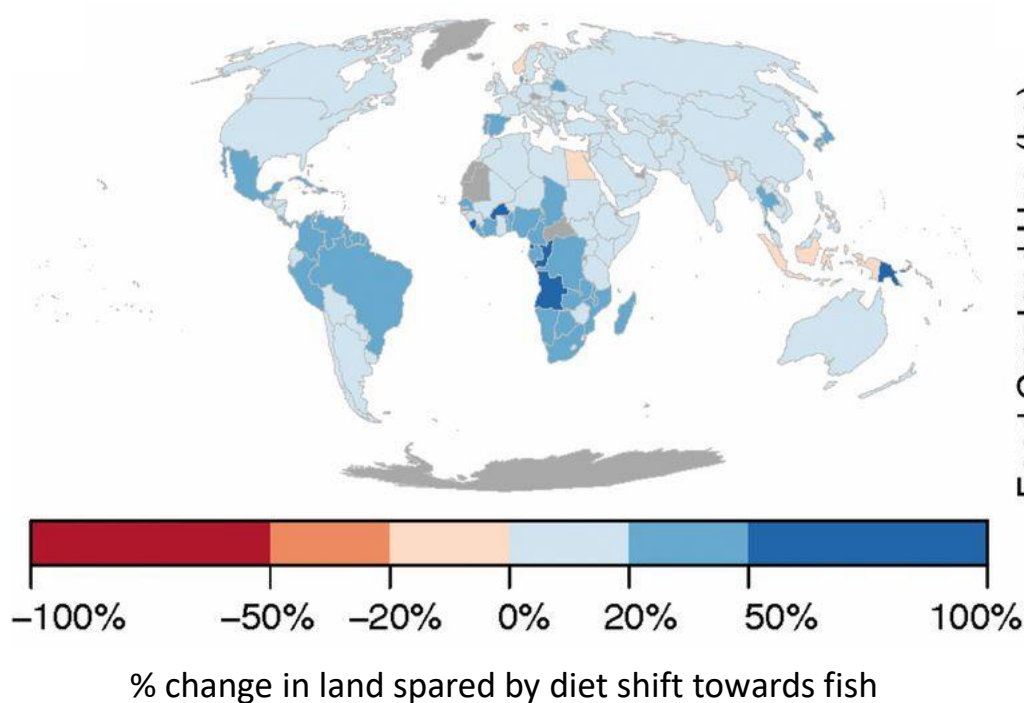 −100% −50% −20% 0% 20% 50% 100%
% change in land spared by diet shift towards fish